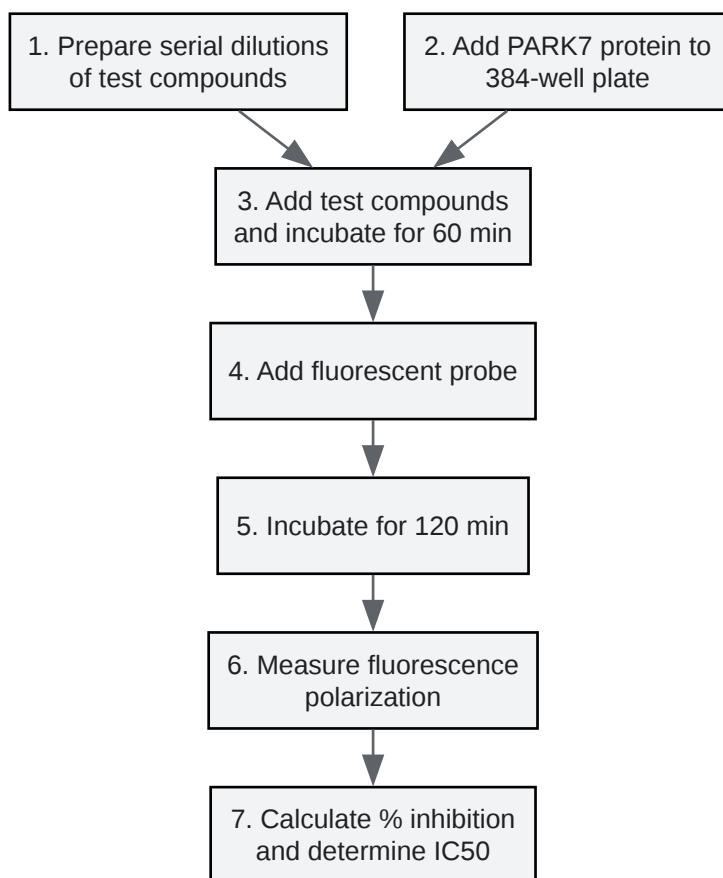 1. Prepare serial dilutions
of test compounds
2. Add PARK7 protein to
384-well plate
3. Add test compounds
and incubate for 60 min
4. Add fluorescent probe
5. Incubate for 120 min
6. Measure fluorescence
polarization
7. Calculate % inhibition
and determine IC50